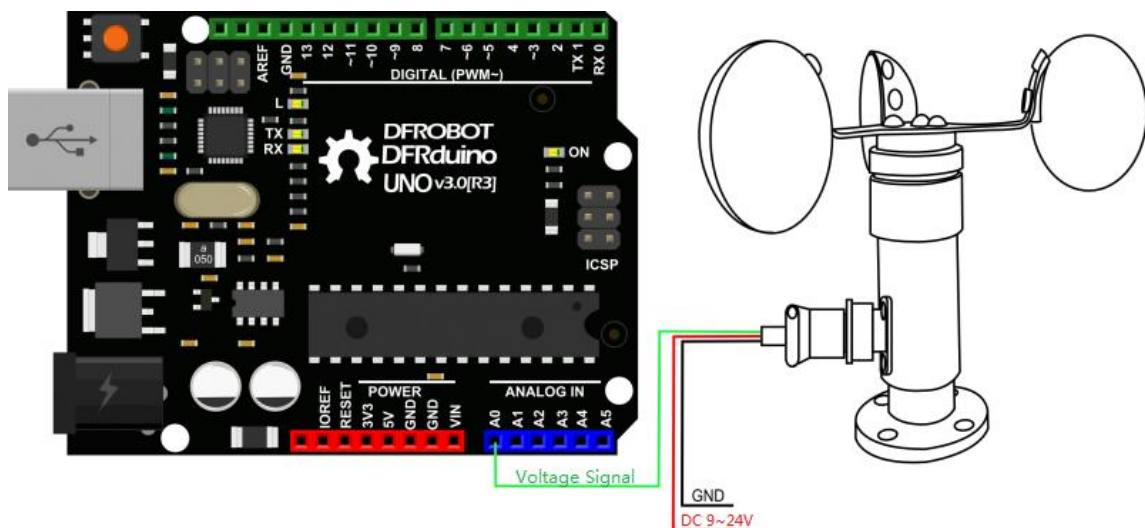 AREF
GND
13
12
~11
~10
~9
8
7
~6
~5
4
~3
2
TX 1
RX 0
DIGITAL (PWM~)
L
TX
RX
DFROBOT
DFRduino
UNO v3.0[R3]
ON
a
050
ICSP
POWER
ANALOG IN
IOREF
RESET
3V3
5V
GND
GND
VIN
A0
A1
A2
A3
A4
A5
Voltage Signal
GND
DC 9~24V